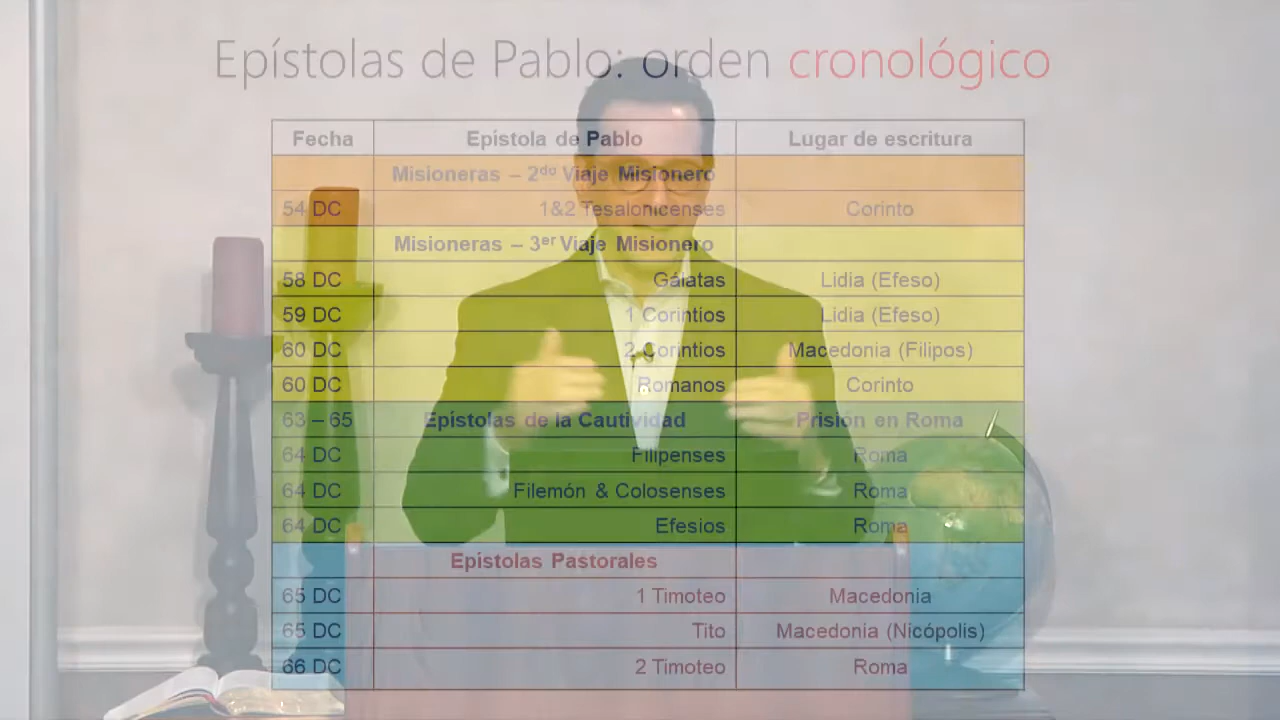 Epístolas de Pablo: orden cronológico
Fecha Epístola de Pablo Lugar de escritura
Misioneras – 2do Viaje Misionero
54 DC 1&2 Tesalonicenses Corinto
Misioneras – 3er Viaje Misionero
58 DC Gálatas Lidia (Efeso)
59 DC 1 Corintios Lidia (Efeso)
60 DC 2 Corintios Macedonia (Filipos)
60 DC Romanos Corinto
63 – 65 Epístolas de la Cautividad Prisión en Roma
64 DC Filipenses Roma
64 DC Filemón & Colosenses Roma
64 DC Efesios Roma
Epístolas Pastorales
65 DC 1 Timoteo Macedonia
65 DC Tito Macedonia (Nicópolis)
66 DC 2 Timoteo Roma